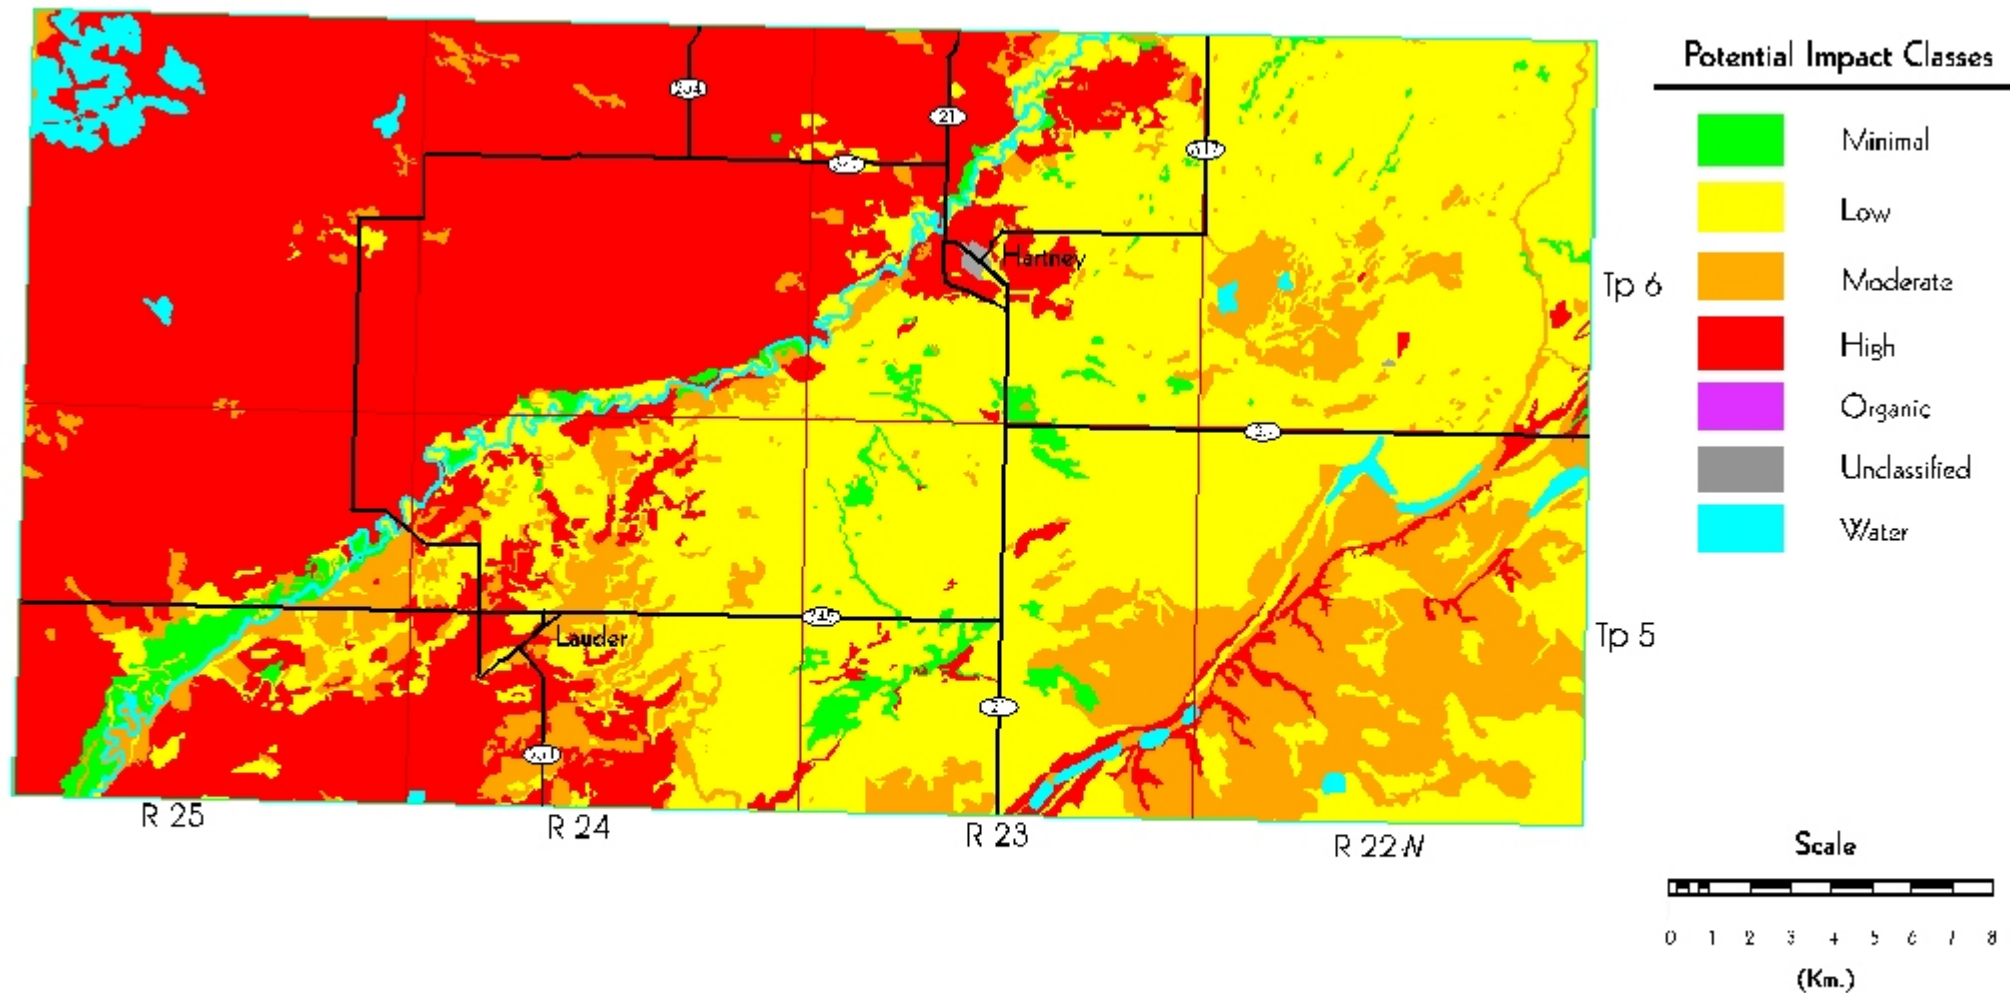 Potential Impact Classes
Minimal
Low
Moderate
High
Organic
Unclassified
Water
21
Hartney
Tp 6
Tp 5
Lauder
R 25
R 24
R 23
R 22W
Scale
0 1 2 3 4 5 6 7 8
(Km.)